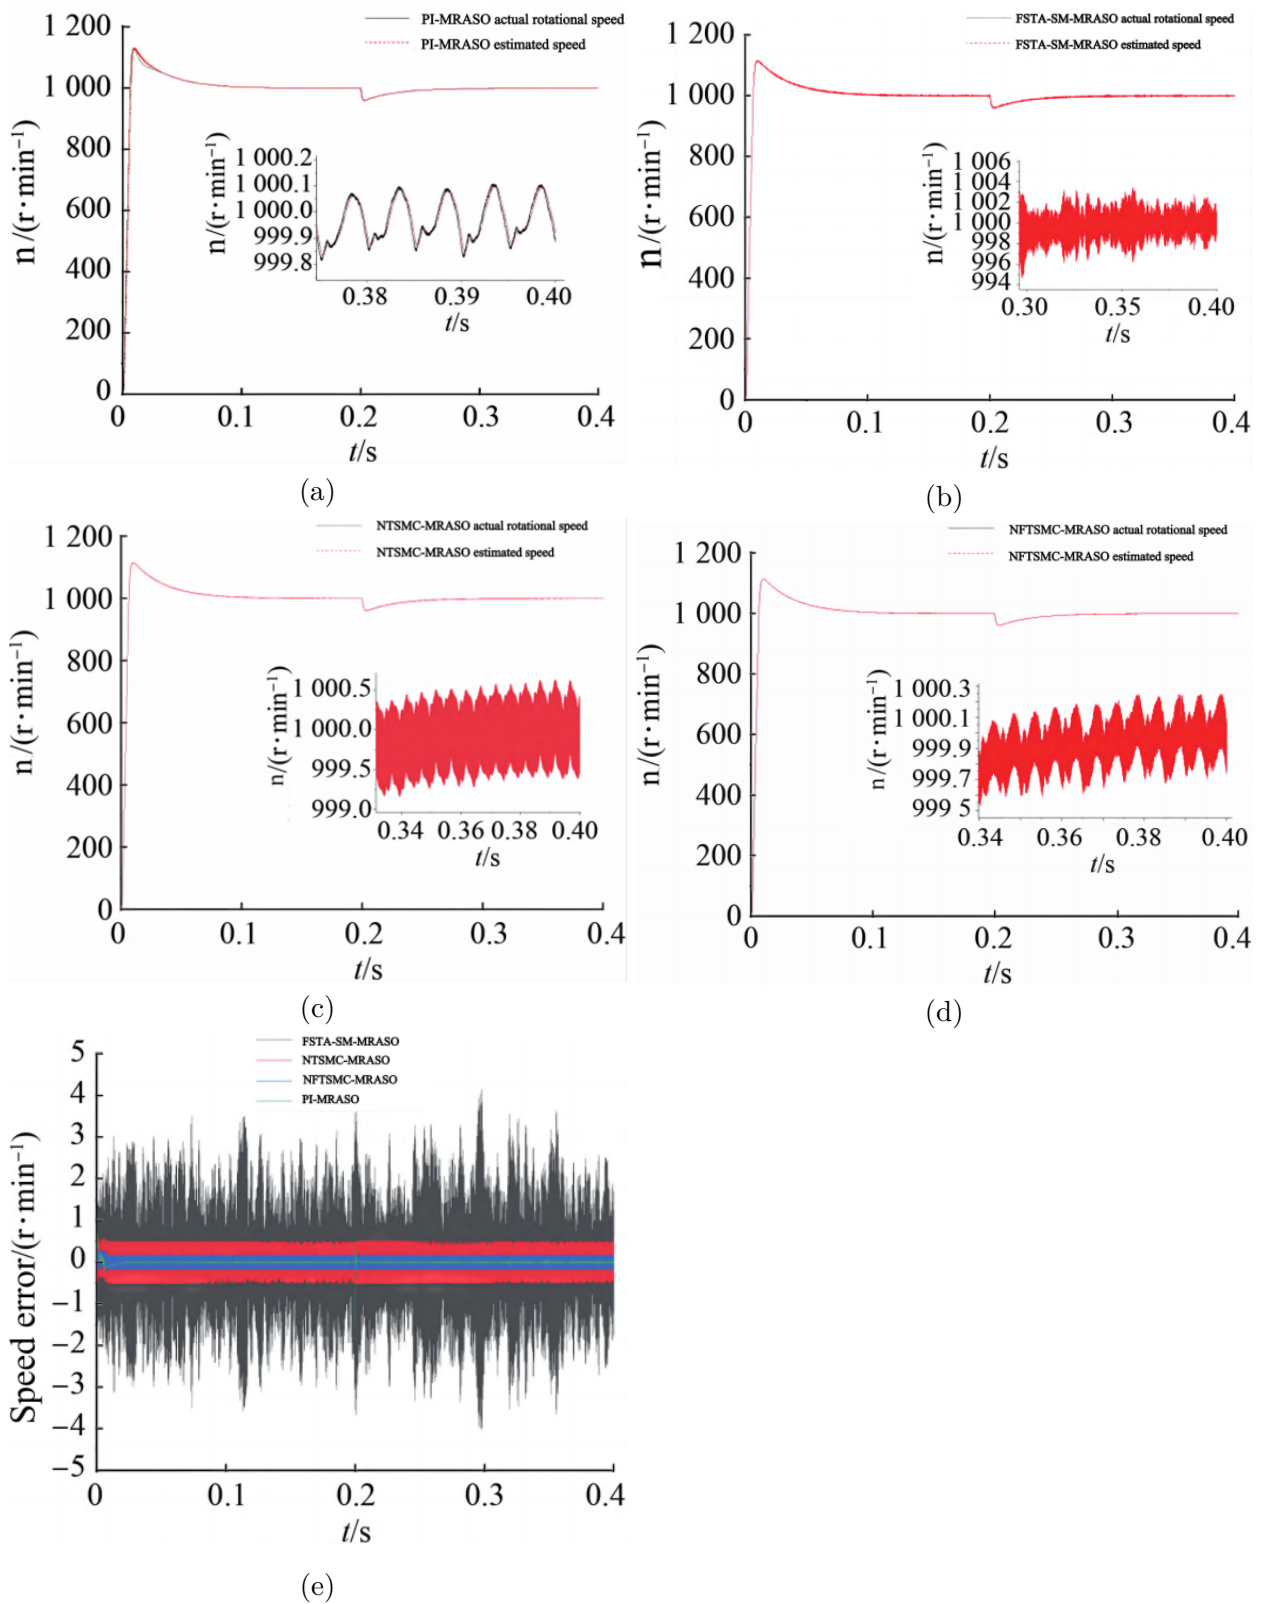 PI-MRASO actual rotational speed
PI-MRASO estimated speed
n/(r·min⁻¹)
1 200
1 000
800
600
400
200
0
0 0.1 0.2 0.3 0.4
t/s
n/(r·min⁻¹)
1 000.2
1 000.1
1 000.0
999.9
999.8
0.38 0.39 0.40
t/s
(a)
FSTA-SM-MRASO actual rotational speed
FSTA-SM-MRASO estimated speed
n/(r·min⁻¹)
1 200
1 000
800
600
400
200
0
0 0.1 0.2 0.3 0.4
t/s
n/(r·min⁻¹)
1 006
1 004
1 002
1 000
998
996
994
0.30 0.35 0.40
t/s
(b)
NTSMC-MRASO actual rotational speed
NTSMC-MRASO estimated speed
n/(r·min⁻¹)
1 200
1 000
800
600
400
200
0
0 0.1 0.2 0.3 0.4
t/s
n/(r·min⁻¹)
1 000.5
1 000.0
999.5
999.0
0.34 0.36 0.38 0.40
t/s
(c)
NFTSMC-MRASO actual rotational speed
NFTSMC-MRASO estimated speed
n/(r·min⁻¹)
1 200
1 000
800
600
400
200
0
0 0.1 0.2 0.3 0.4
t/s
n/(r·min⁻¹)
1 000.3
1 000.1
999.9
999.7
999 5
0.34 0.36 0.38 0.40
t/s
(d)
FSTA-SM-MRASO
NTSMC-MRASO
NFTSMC-MRASO
PI-MRASO
Speed error/(r·min⁻¹)
5
4
3
2
1
0
−1
−2
−3
−4
−5
0 0.1 0.2 0.3 0.4
t/s
(e)